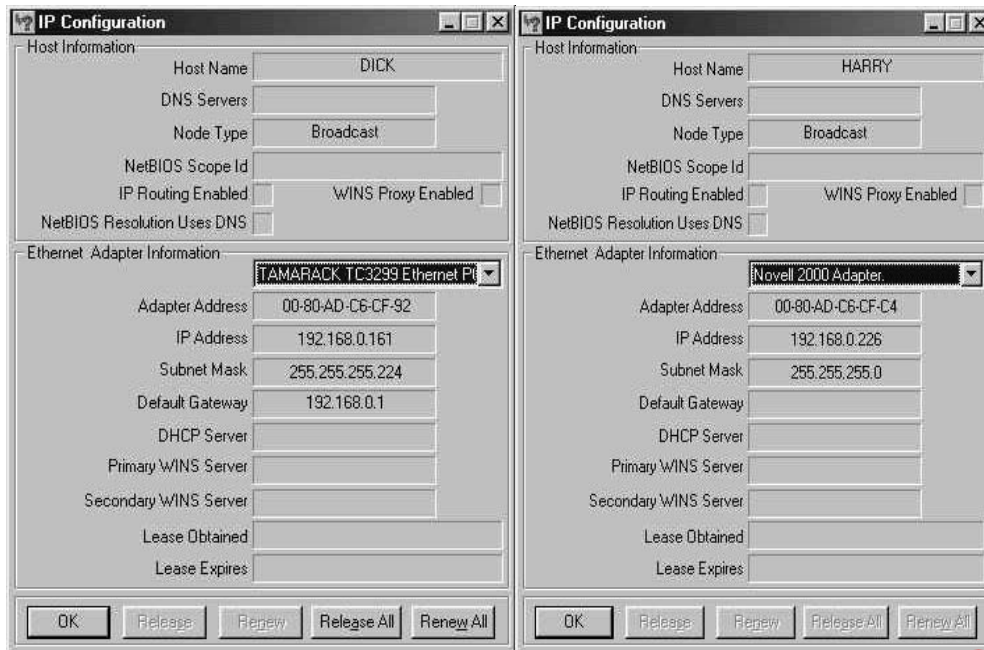 IP Configuration
Host Information
Host Name DICK
DNS Servers
Node Type Broadcast
NetBIOS Scope Id
IP Routing Enabled WINS Proxy Enabled
NetBIOS Resolution Uses DNS
Ethernet Adapter Information
TAMARACK TC3299 Ethernet
Adapter Address 00-80-AD-C6-CF-92
IP Address 192.168.0.161
Subnet Mask 255.255.255.224
Default Gateway 192.168.0.1
DHCP Server
Primary WINS Server
Secondary WINS Server
Lease Obtained
Lease Expires
OK Release Renew Release All Renew All
IP Configuration
Host Information
Host Name HARRY
DNS Servers
Node Type Broadcast
NetBIOS Scope Id
IP Routing Enabled WINS Proxy Enabled
NetBIOS Resolution Uses DNS
Ethernet Adapter Information
Novell 2000 Adapter.
Adapter Address 00-80-AD-C6-CF-C4
IP Address 192.168.0.226
Subnet Mask 255.255.255.0
Default Gateway
DHCP Server
Primary WINS Server
Secondary WINS Server
Lease Obtained
Lease Expires
OK Release Renew Release All Renew All